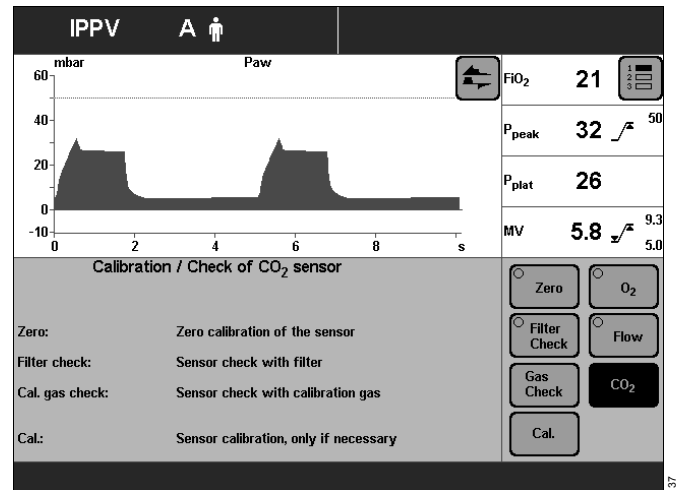 IPPV A
mbar Paw
60
40
20
0
-10
0 2 4 6 8 s
FiO2 21
1
2
3
Ppeak 32 50
Pplat 26
MV 5.8 9.3
5.0
Calibration / Check of CO2 sensor
Zero: Zero calibration of the sensor
Filter check: Sensor check with filter
Cal. gas check: Sensor check with calibration gas
Cal.: Sensor calibration, only if necessary
Zero
O2
Filter
Check
Flow
Gas
Check
CO2
Cal.
37